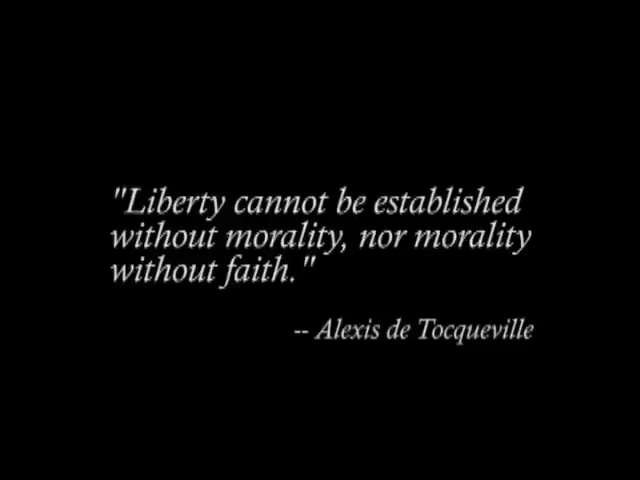 "Liberty cannot be established
without morality, nor morality
without faith."
-- Alexis de Tocqueville